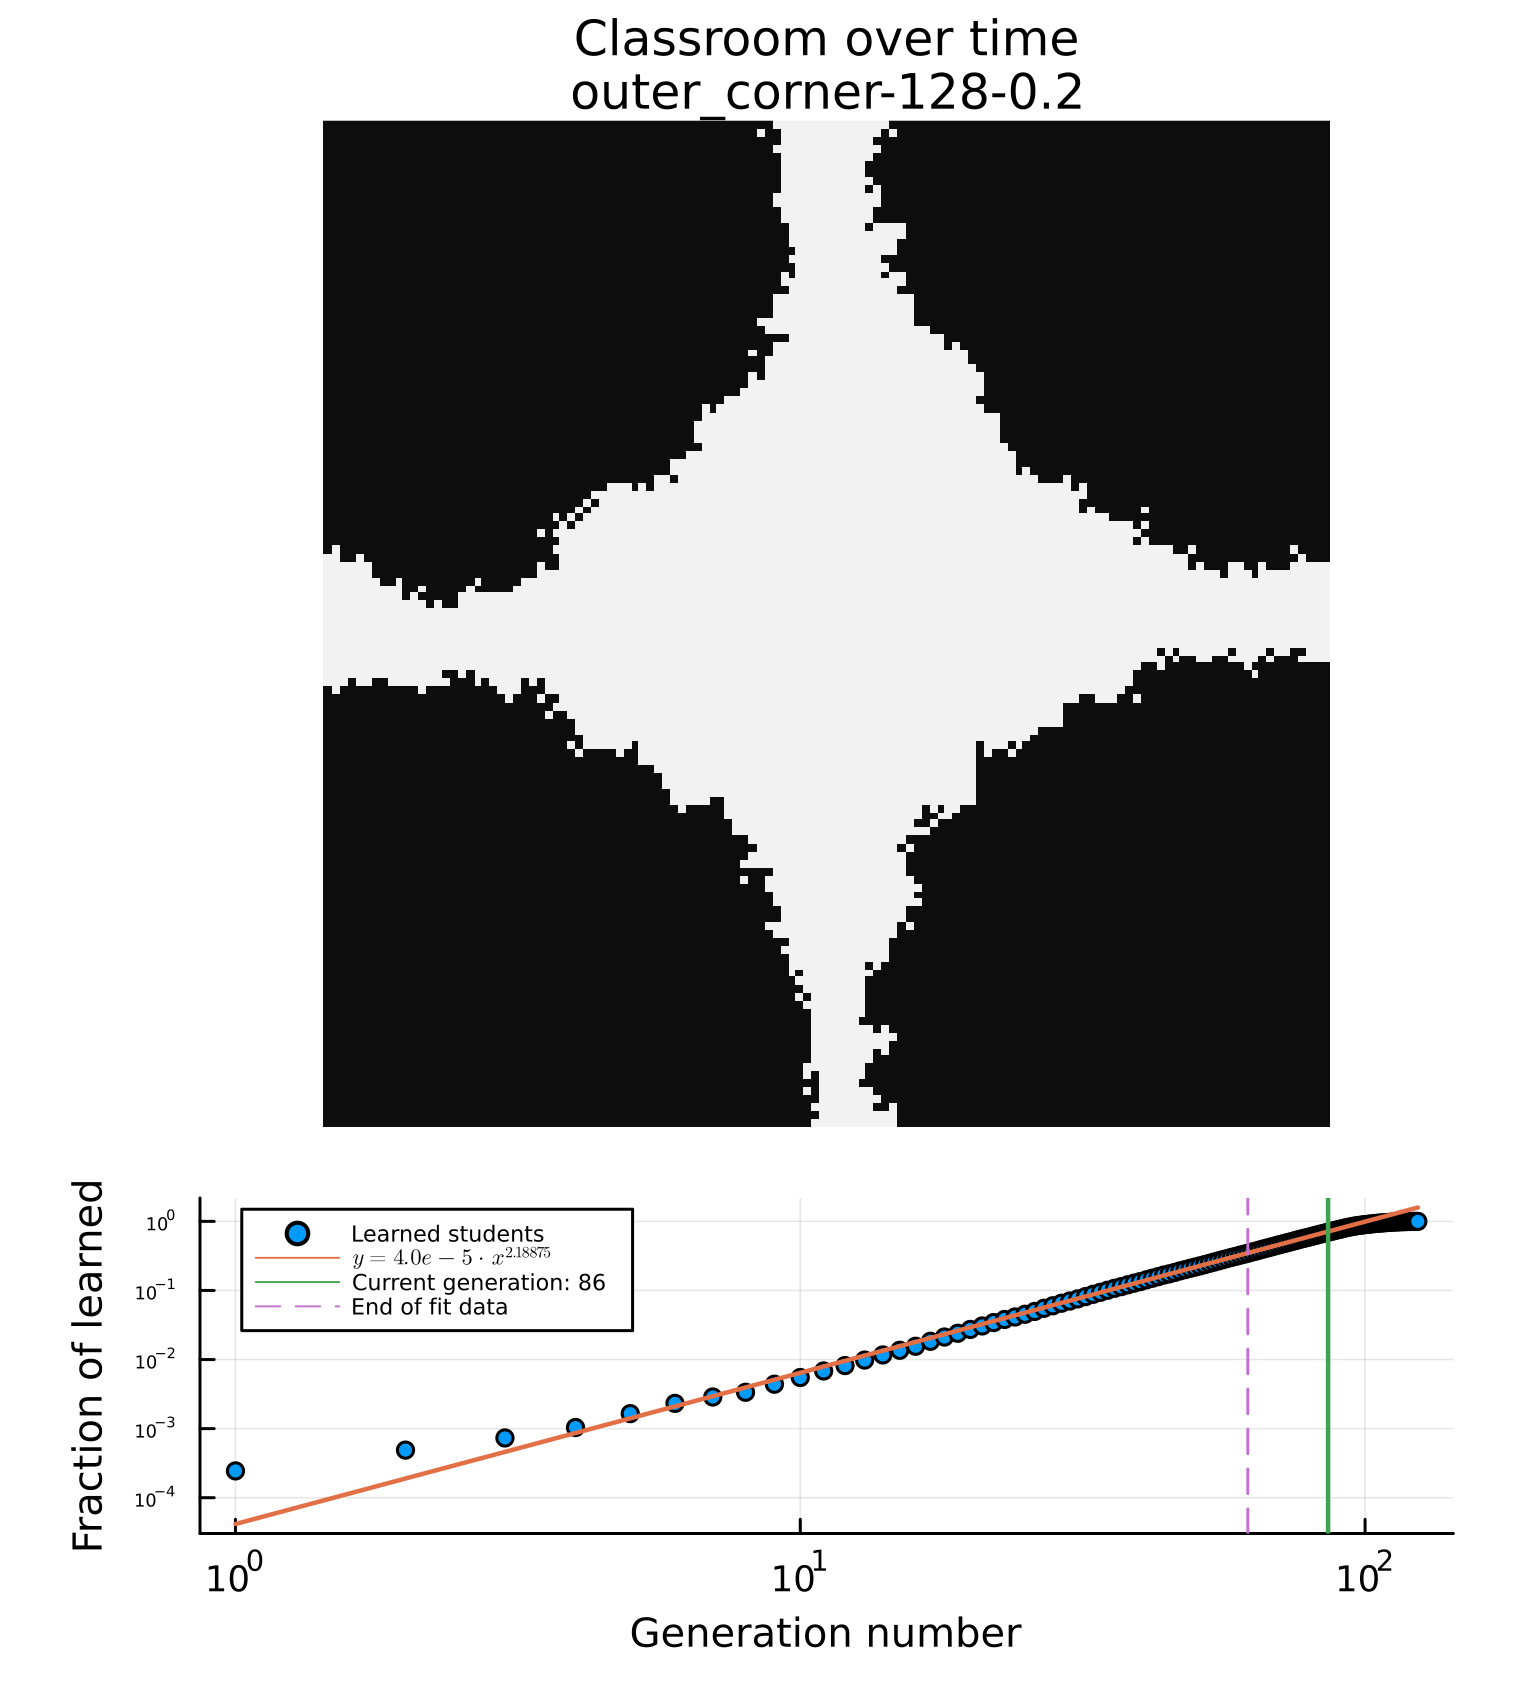 Classroom over time
outer_corner-128-0.2
Fraction of learned
10^0
10^-1
10^-2
10^-3
10^-4
Learned students
y = 4.0e − 5 · x^2.18875
Current generation: 86
End of fit data
10^0 10^1 10^2
Generation number